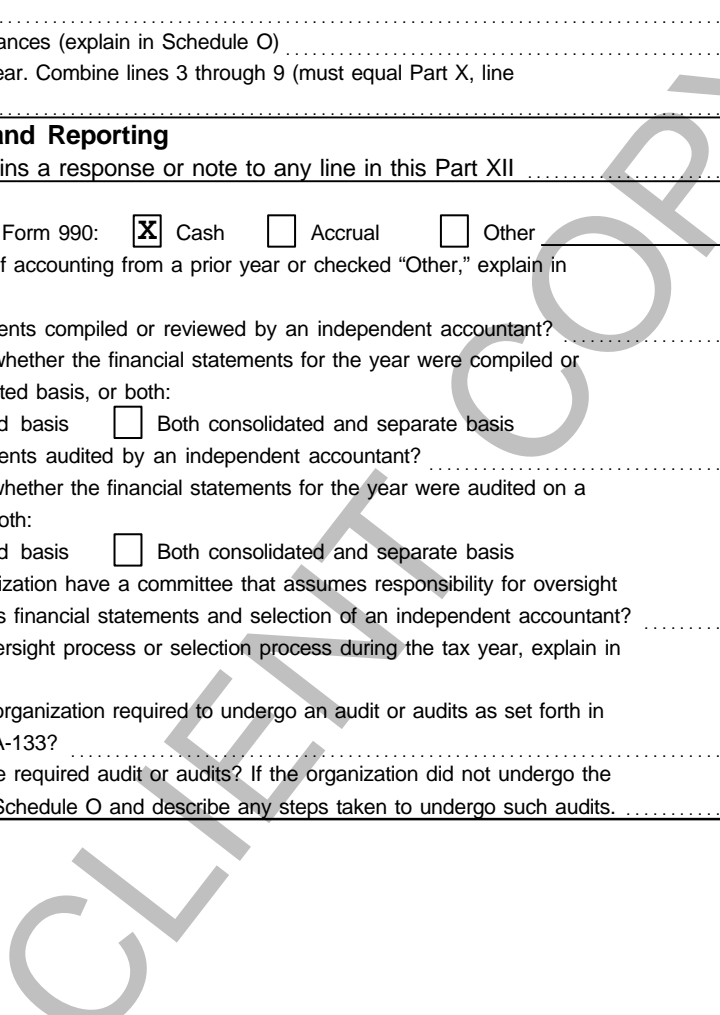 ances (explain in Schedule O)
ear. Combine lines 3 through 9 (must equal Part X, line
and Reporting
ins a response or note to any line in this Part XII
Form 990: X Cash Accrual Other
f accounting from a prior year or checked “Other,” explain in
ents compiled or reviewed by an independent accountant?
whether the financial statements for the year were compiled or
ted basis, or both:
d basis Both consolidated and separate basis
ents audited by an independent accountant?
whether the financial statements for the year were audited on a
oth:
d basis Both consolidated and separate basis
ization have a committee that assumes responsibility for oversight
s financial statements and selection of an independent accountant?
ersight process or selection process during the tax year, explain in
organization required to undergo an audit or audits as set forth in
A-133?
e required audit or audits? If the organization did not undergo the
Schedule O and describe any steps taken to undergo such audits.
CLIENT COPY